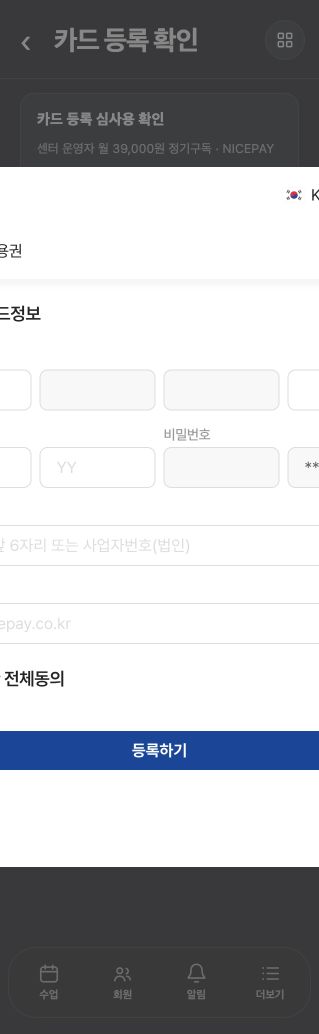 카드 등록 확인
카드 등록 심사용 확인
센터 운영자 월 39,000원 정기구독 · NICEPAY
K
용권
드정보
비밀번호
YY
**
앞 6자리 또는 사업자번호(법인)
epay.co.kr
전체동의
등록하기
수업
회원
알림
더보기